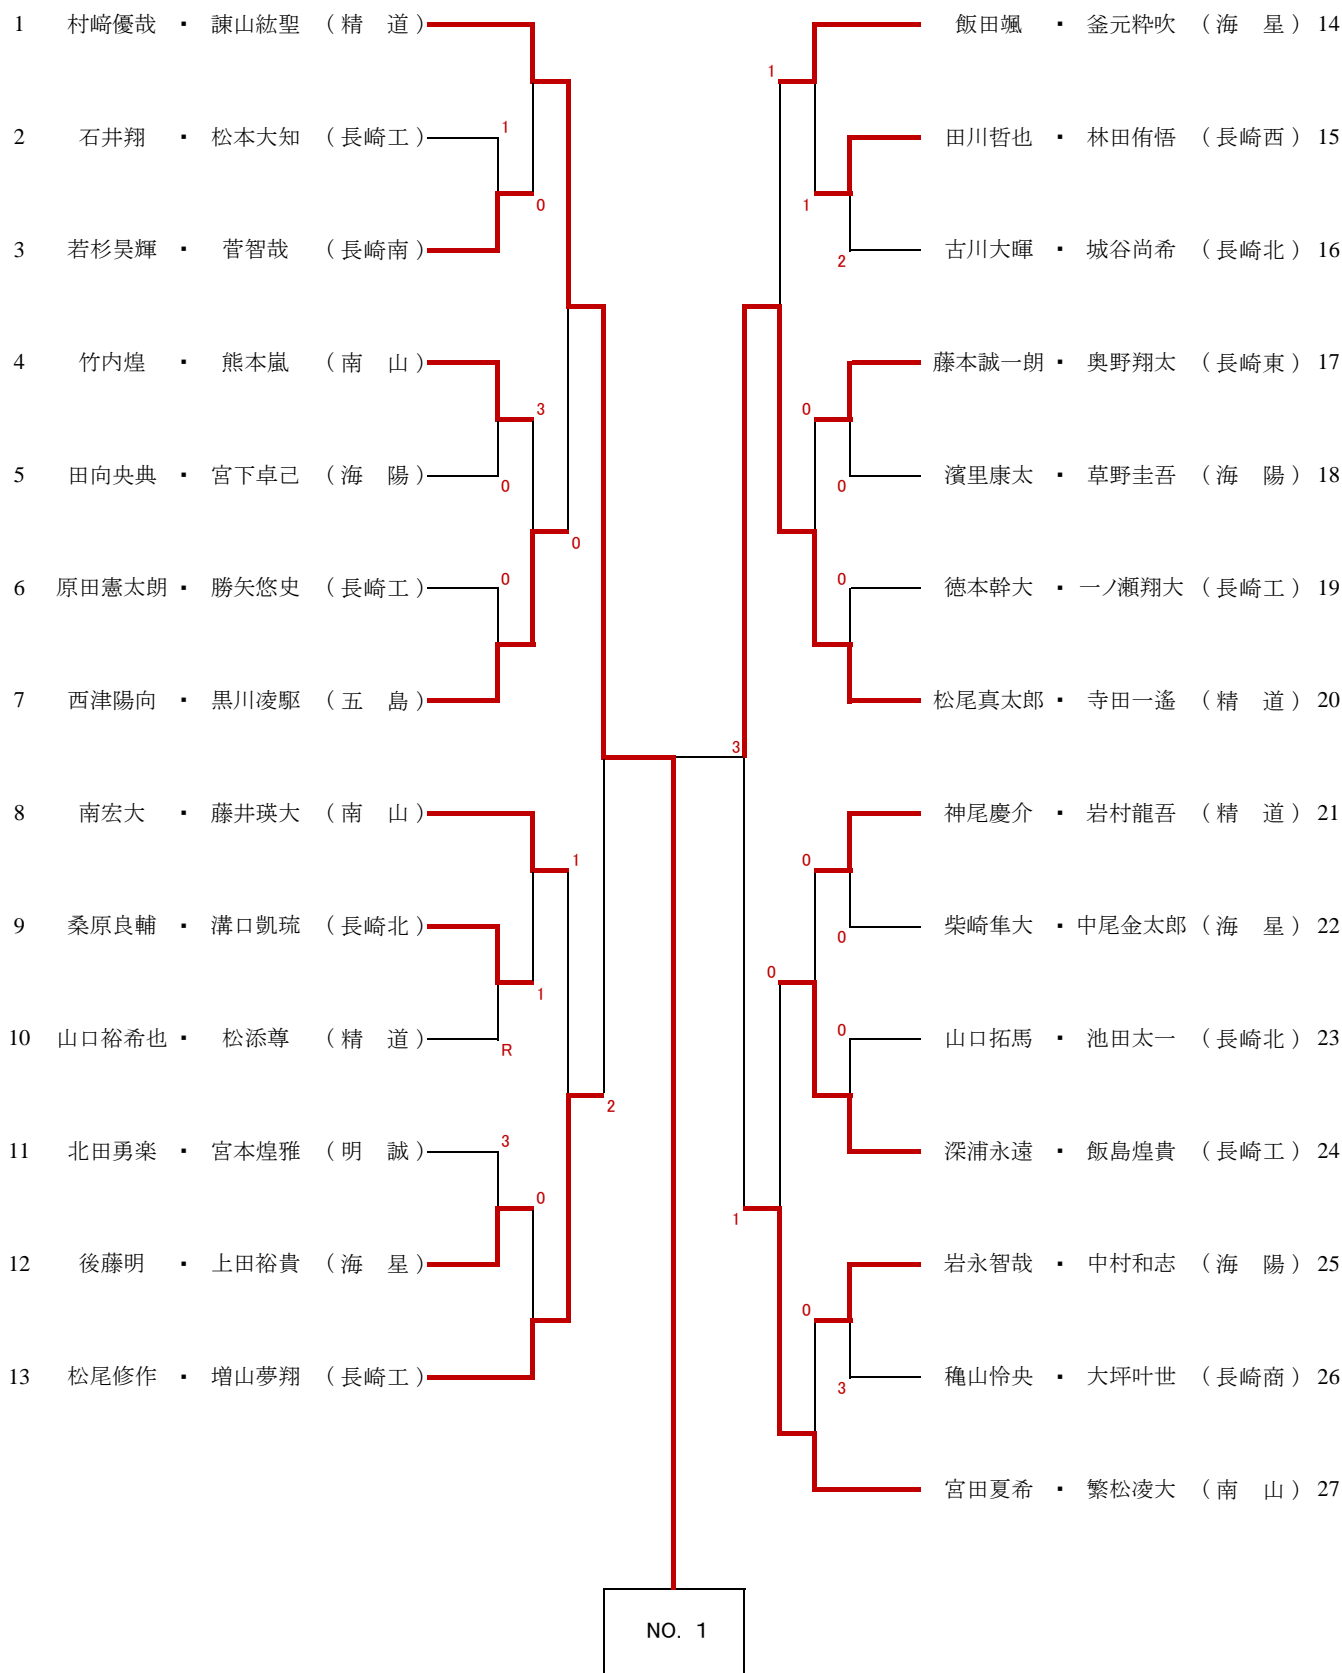 1 村﨑優哉 ・ 諫山紘聖 （精　道）
2 石井翔 ・ 松本大知 （長崎工）
1
3 若杉昊輝 ・ 菅智哉 （長崎南）
0
4 竹内煌 ・ 熊本嵐 （南　山）
3
5 田向央典 ・ 宮下卓己 （海　陽）
0
0
6 原田憲太朗 ・ 勝矢悠史 （長崎工）
0
7 西津陽向 ・ 黒川凌駆 （五　島）
8 南宏大 ・ 藤井瑛大 （南　山）
1
9 桑原良輔 ・ 溝口凱琉 （長崎北）
1
10 山口裕希也 ・ 松添尊 （精　道）
R
2
11 北田勇楽 ・ 宮本煌雅 （明　誠）
3
0
12 後藤明 ・ 上田裕貴 （海　星）
13 松尾修作 ・ 増山夢翔 （長崎工）
飯田颯 ・ 釜元粋吹 （海　星） 14
1
田川哲也 ・ 林田侑悟 （長崎西） 15
1
古川大暉 ・ 城谷尚希 （長崎北） 16
2
藤本誠一朗 ・ 奥野翔太 （長崎東） 17
0
濱里康太 ・ 草野圭吾 （海　陽） 18
0
徳本幹大 ・ 一ノ瀬翔大 （長崎工） 19
0
松尾真太郎 ・ 寺田一遙 （精　道） 20
3
神尾慶介 ・ 岩村龍吾 （精　道） 21
0
柴崎隼大 ・ 中尾金太郎 （海　星） 22
0
0
山口拓馬 ・ 池田太一 （長崎北） 23
0
深浦永遠 ・ 飯島煌貴 （長崎工） 24
1
岩永智哉 ・ 中村和志 （海　陽） 25
0
穐山怜央 ・ 大坪叶世 （長崎商） 26
3
宮田夏希 ・ 繁松凌大 （南　山） 27
NO. 1